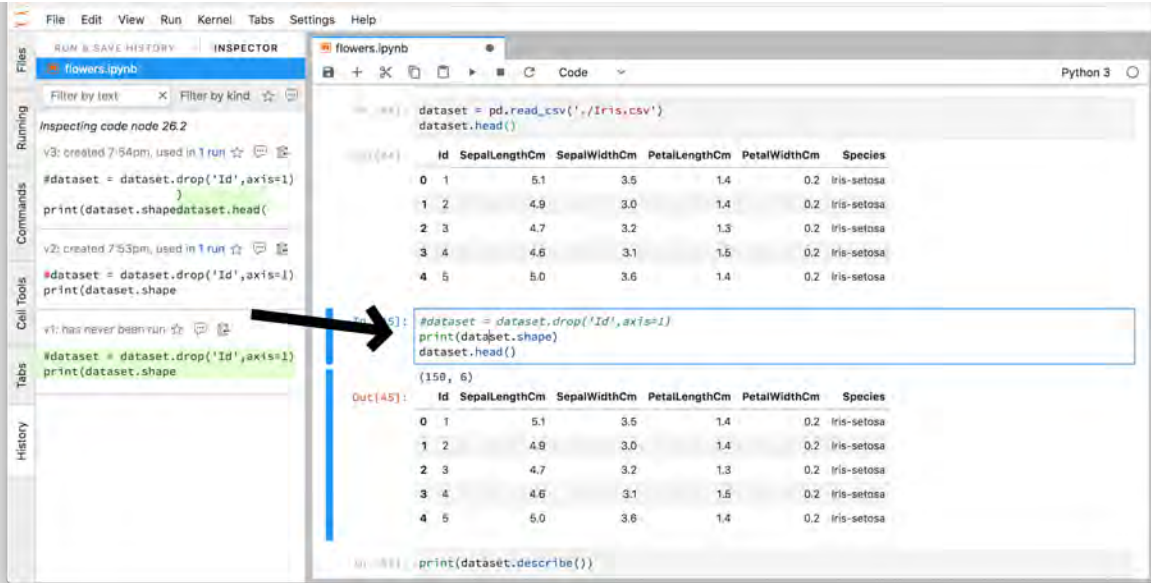 File Edit View Run Kernel Tabs Settings Help
Files
Running
Commands
Cell Tools
Tabs
History
RUN & SAVE HISTORY INSPECTOR
flowers.ipynb
Filter by text × Filter by kind
Inspecting code node 26.2
v3: created 7:54pm, used in 1 run
#dataset = dataset.drop('Id',axis=1)
)
print(dataset.shapedataset.head(
v2: created 7:53pm, used in 1 run
#dataset = dataset.drop('Id',axis=1)
print(dataset.shape
v1: has never been run
#dataset = dataset.drop('Id',axis=1)
print(dataset.shape
flowers.ipynb
Code Python 3
dataset = pd.read_csv('./Iris.csv')
dataset.head()
Id SepalLengthCm SepalWidthCm PetalLengthCm PetalWidthCm Species
0 1 5.1 3.5 1.4 0.2 Iris-setosa
1 2 4.9 3.0 1.4 0.2 Iris-setosa
2 3 4.7 3.2 1.3 0.2 Iris-setosa
3 4 4.6 3.1 1.5 0.2 Iris-setosa
4 5 5.0 3.6 1.4 0.2 Iris-setosa
#dataset = dataset.drop('Id',axis=1)
print(dataset.shape)
dataset.head()
(150, 6)
Out[45]: Id SepalLengthCm SepalWidthCm PetalLengthCm PetalWidthCm Species
0 1 5.1 3.5 1.4 0.2 Iris-setosa
1 2 4.9 3.0 1.4 0.2 Iris-setosa
2 3 4.7 3.2 1.3 0.2 Iris-setosa
3 4 4.6 3.1 1.5 0.2 Iris-setosa
4 5 5.0 3.6 1.4 0.2 Iris-setosa
print(dataset.describe())